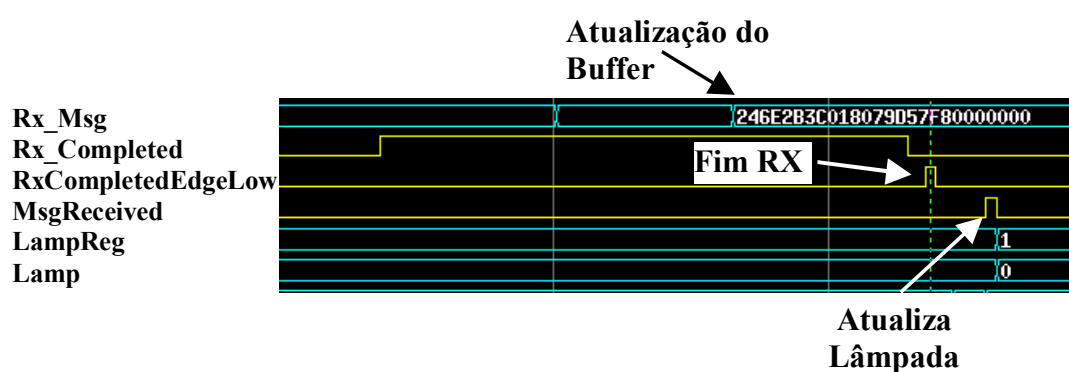 Atualização do
Buffer
Rx_Msg
246E2B3C018079D57F80000000
Rx_Completed
Fim RX
RxCompletedEdgeLow
MsgReceived
LampReg
1
Lamp
0
Atualiza
Lâmpada